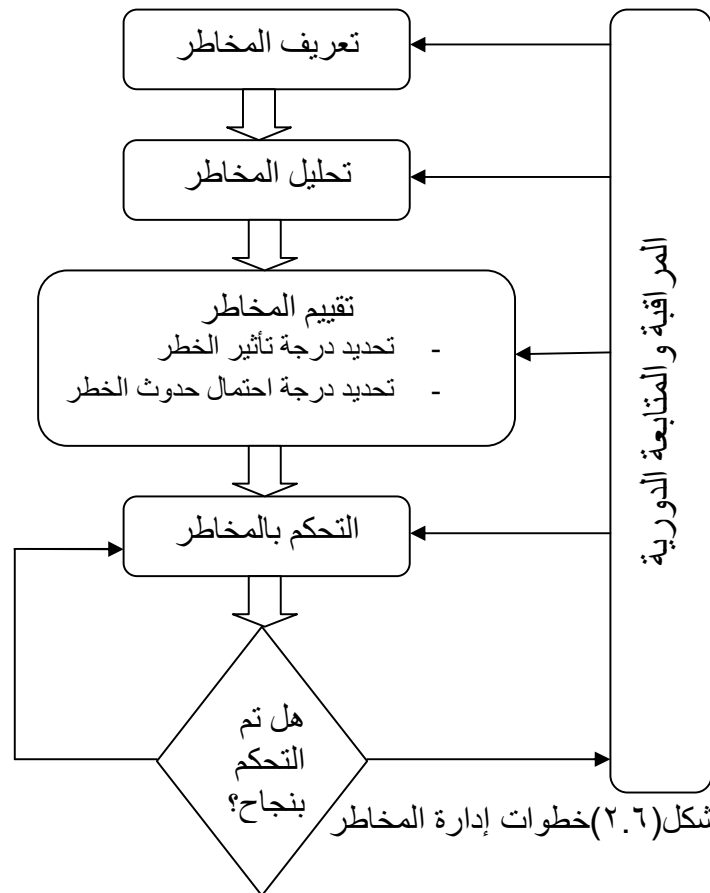 تعريف المخاطر
تحليل المخاطر
تقييم المخاطر
- تحديد درجة تأثير الخطر
- تحديد درجة احتمال حدوث الخطر
التحكم بالمخاطر
هل تم
التحكم
بنجاح؟
المراقبة والمتابعة الدورية
شكل(٢.٦)خطوات إدارة المخاطر